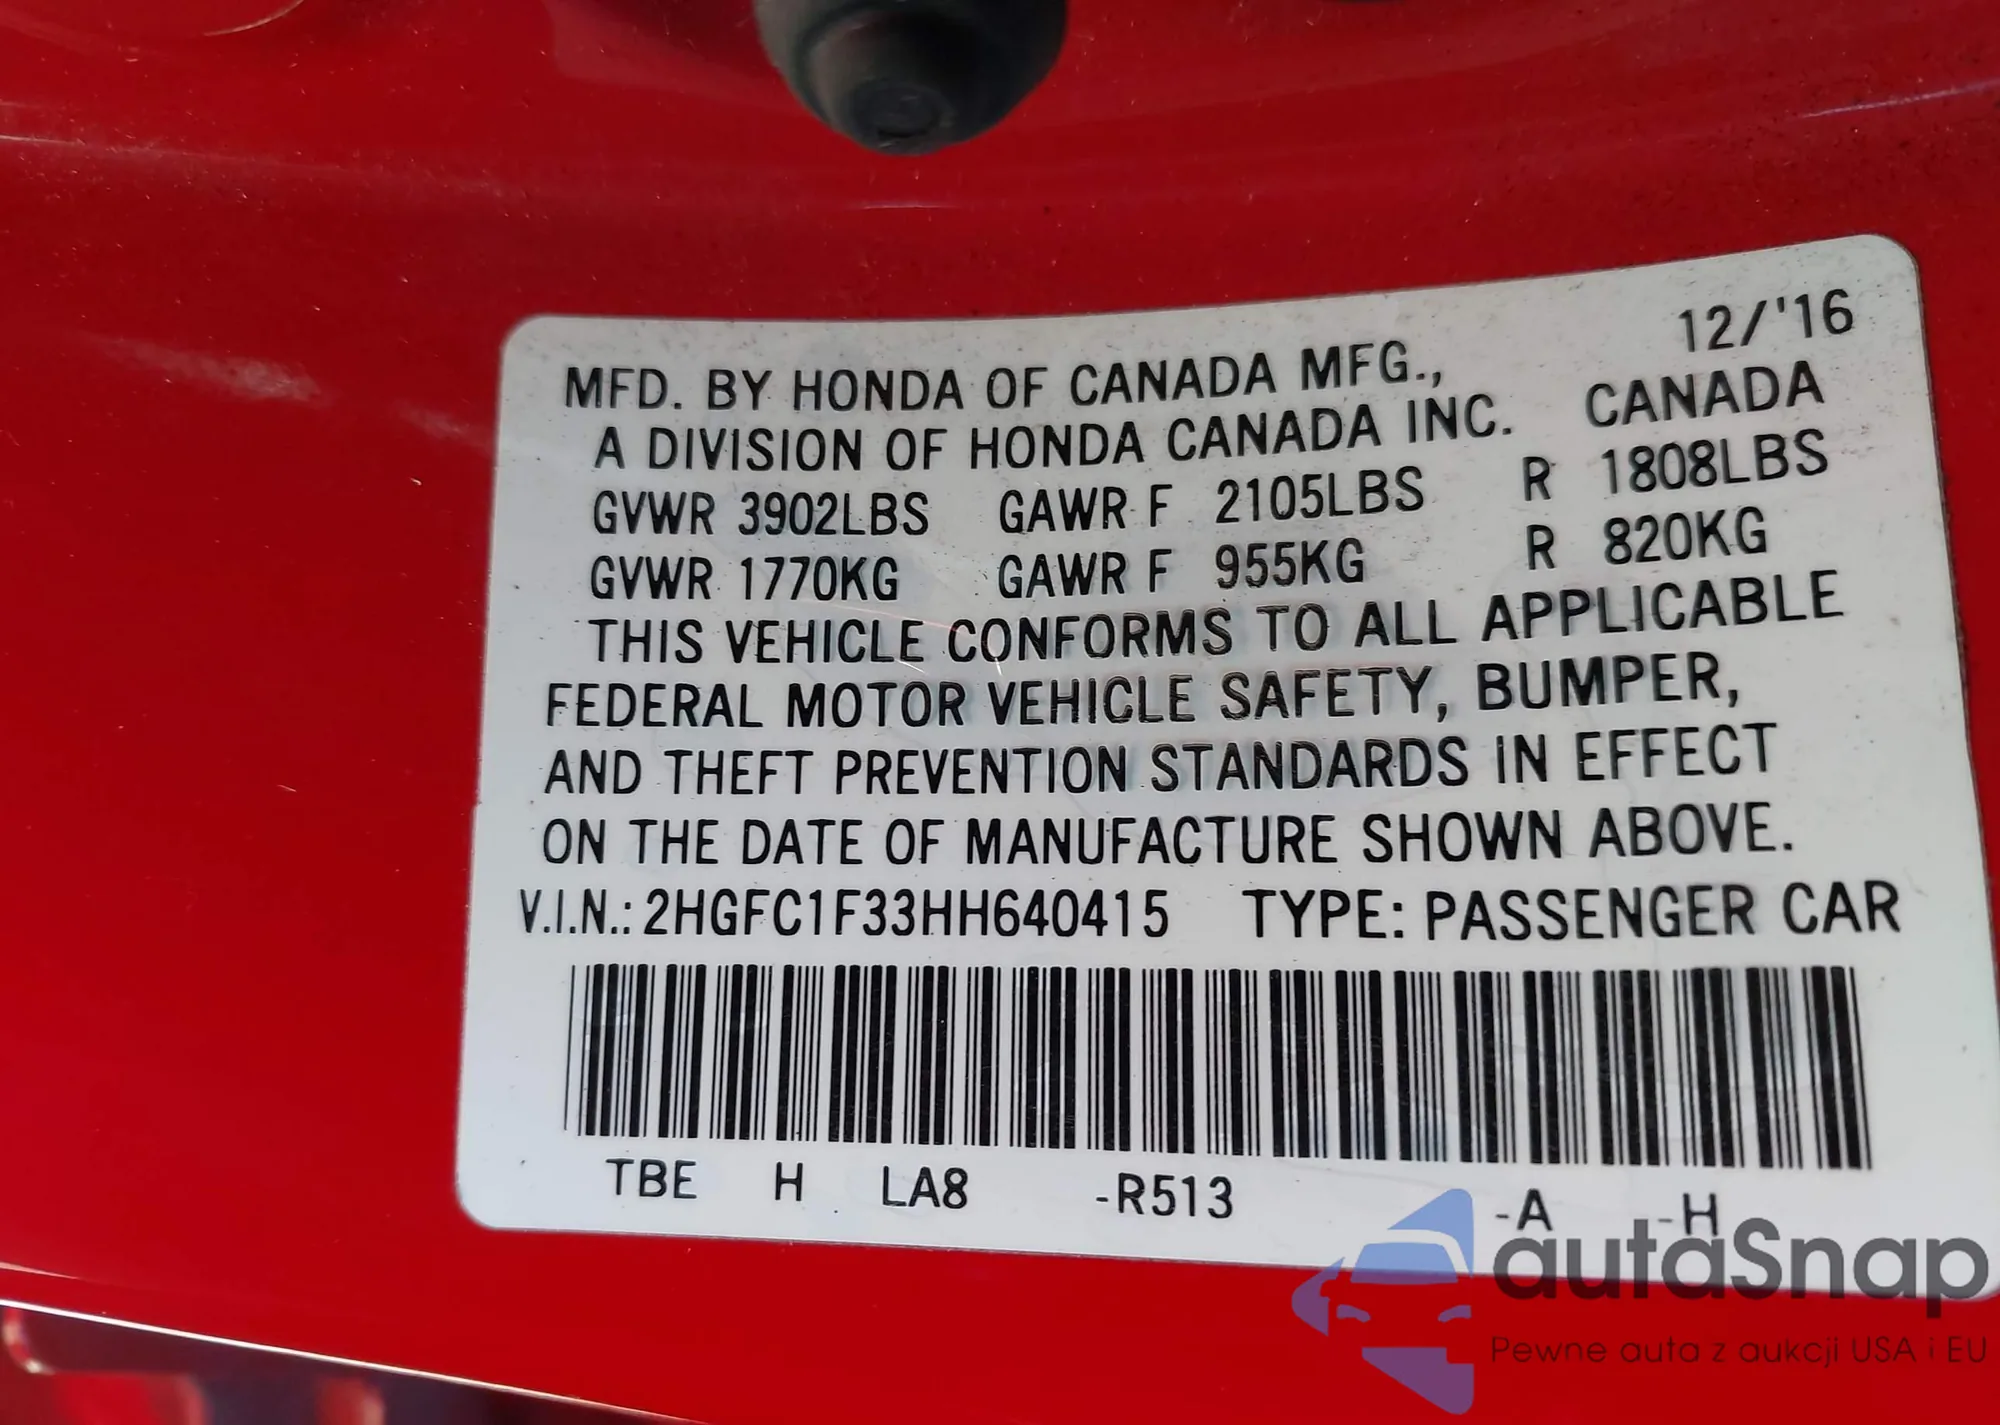 12/'16
MFD. BY HONDA OF CANADA MFG.,
A DIVISION OF HONDA CANADA INC. CANADA
GVWR 3902LBS GAWR F 2105LBS R 1808LBS
GVWR 1770KG GAWR F 955KG R 820KG
THIS VEHICLE CONFORMS TO ALL APPLICABLE
FEDERAL MOTOR VEHICLE SAFETY, BUMPER,
AND THEFT PREVENTION STANDARDS IN EFFECT
ON THE DATE OF MANUFACTURE SHOWN ABOVE.
V.I.N.: 2HGFC1F33HH640415 TYPE: PASSENGER CAR
TBE H LA8 -R513 -A -H
autaSnap
Pewne auta z aukcji USA i EU